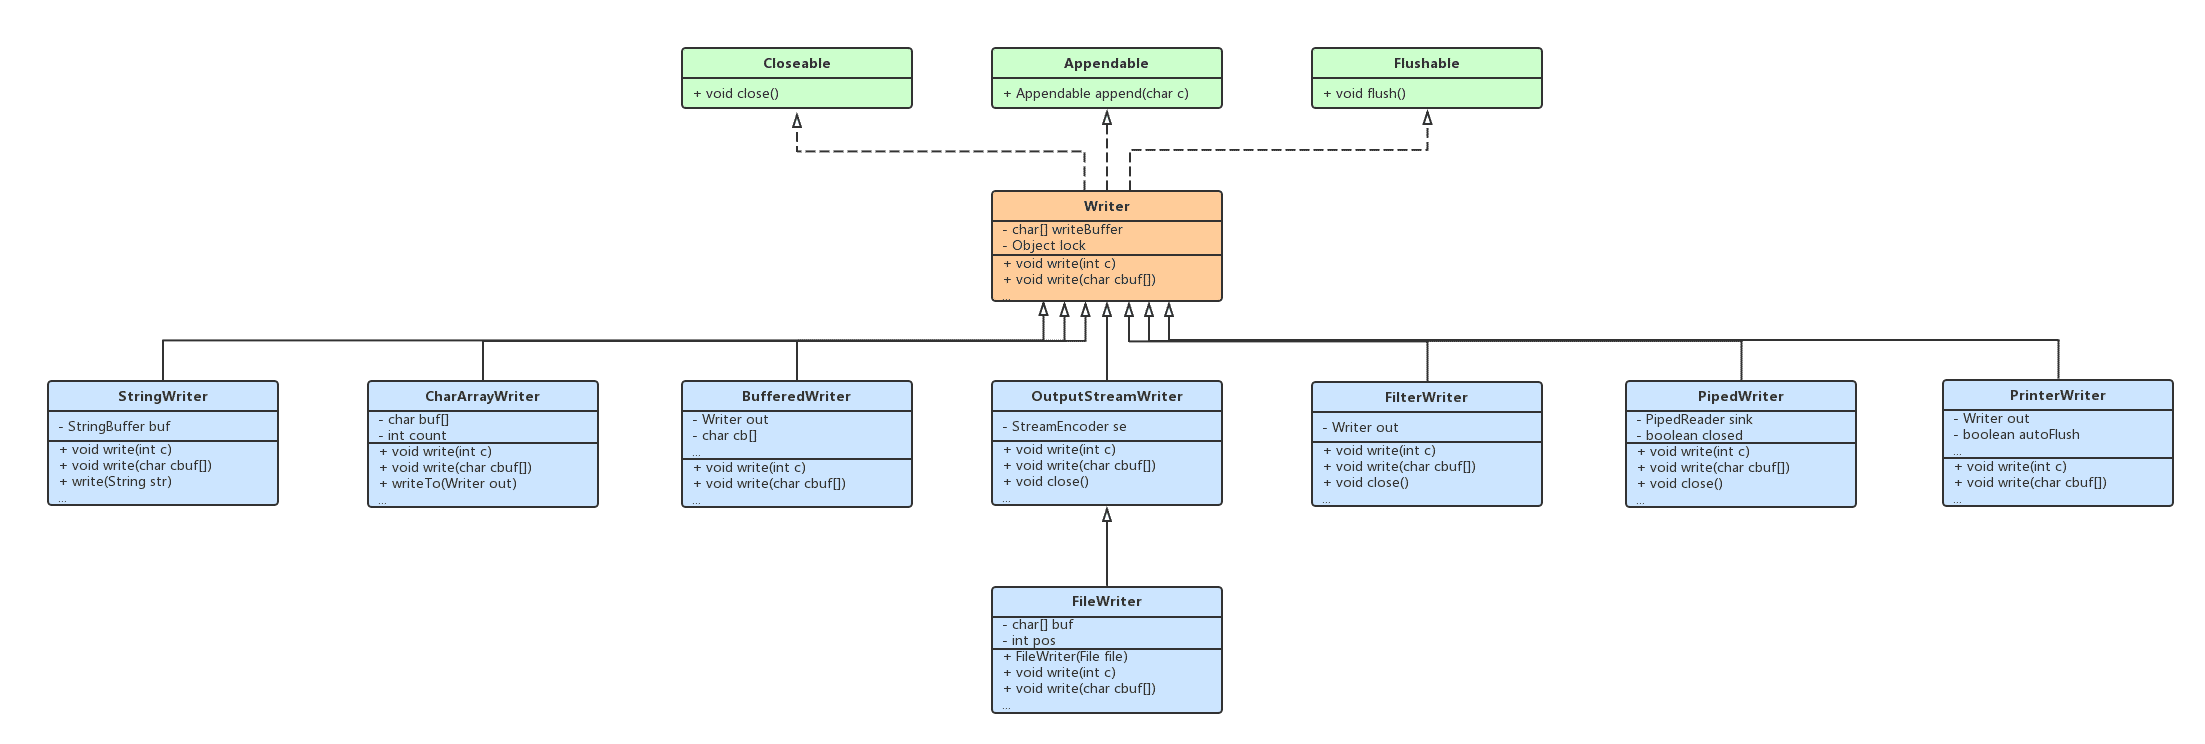 Closeable
+ void close()
Appendable
+ Appendable append(char c)
Flushable
+ void flush()
Writer
- char[] writeBuffer
- Object lock
+ void write(int c)
+ void write(char cbuf[])
...
StringWriter
- StringBuffer buf
+ void write(int c)
+ void write(char cbuf[])
+ write(String str)
...
CharArrayWriter
- char buf[]
- int count
+ void write(int c)
+ void write(char cbuf[])
+ writeTo(Writer out)
...
BufferedWriter
- Writer out
- char cb[]
...
+ void write(int c)
+ void write(char cbuf[])
...
OutputStreamWriter
- StreamEncoder se
+ void write(int c)
+ void write(char cbuf[])
+ void close()
...
FilterWriter
- Writer out
+ void write(int c)
+ void write(char cbuf[])
+ void close()
...
PipedWriter
- PipedReader sink
- boolean closed
+ void write(int c)
+ void write(char cbuf[])
+ void close()
...
PrinterWriter
- Writer out
- boolean autoFlush
...
+ void write(int c)
+ void write(char cbuf[])
...
FileWriter
- char[] buf
- int pos
+ FileWriter(File file)
+ void write(int c)
+ void write(char cbuf[])
...